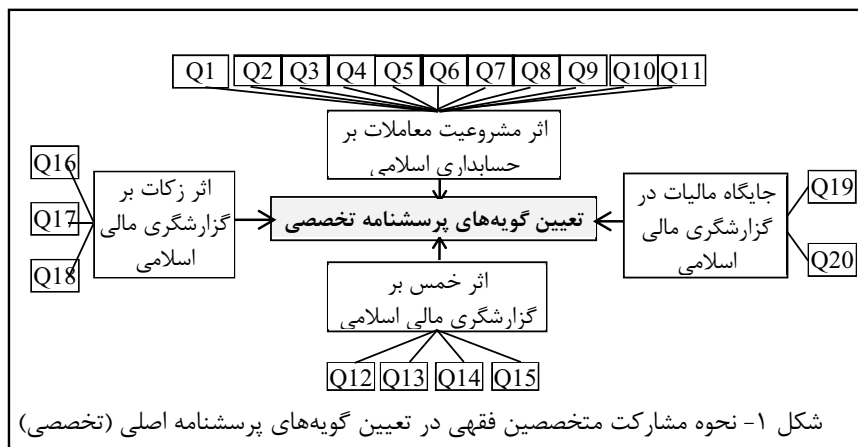 Q1 Q2 Q3 Q4 Q5 Q6 Q7 Q8 Q9 Q10 Q11
اثر مشروعیت معاملات بر
حسابداری اسلامی
Q16
Q17
Q18
اثر زکات بر
گزارشگری مالی
اسلامی
تعیین گویه‌های پرسشنامه تخصصی
جایگاه مالیات در
گزارشگری مالی
اسلامی
Q19
Q20
اثر خمس بر
گزارشگری مالی اسلامی
Q12 Q13 Q14 Q15
شکل ۱- نحوه مشارکت متخصصین فقهی در تعیین گویه‌های پرسشنامه اصلی (تخصصی)